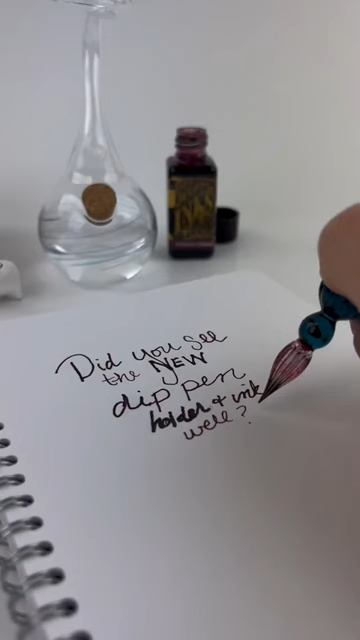 Did you see
the NEW
dip pen
holder + ink
well?